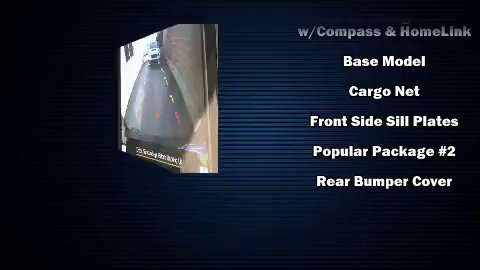 w/Compass & HomeLink
Base Model
Cargo Net
Front Side Sill Plates
Popular Package #2
Rear Bumper Cover